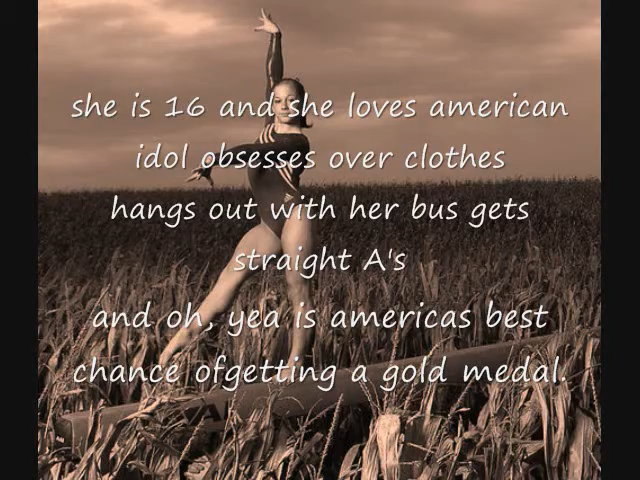 she is 16 and she loves american
idol obsesses over clothes
hangs out with her bus gets
straight A's
and oh, yea is americas best
chance ofgetting a gold medal.